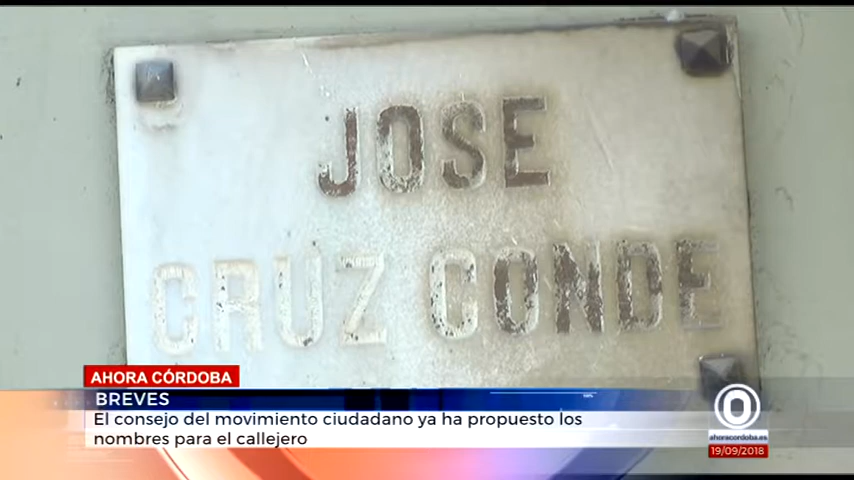 JOSE
CRUZ CONDE
AHORA CÓRDOBA
BREVES
El consejo del movimiento ciudadano ya ha propuesto los
nombres para el callejero
ahoracordoba.es
19/09/2018